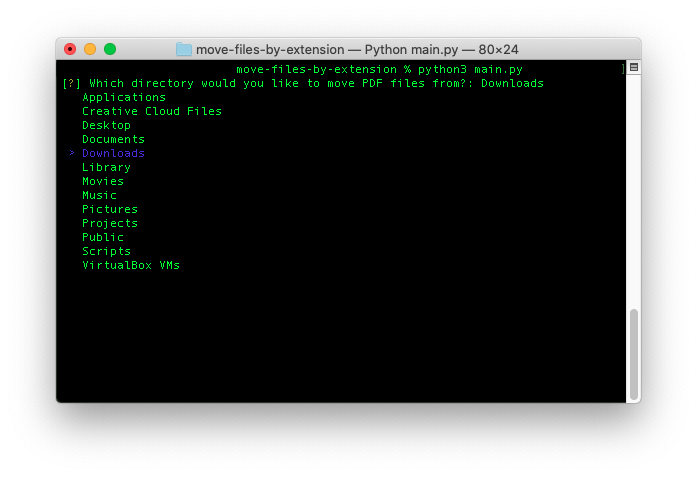 move-files-by-extension — Python main.py — 80×24
move-files-by-extension % python3 main.py
[?] Which directory would you like to move PDF files from?: Downloads
Applications
Creative Cloud Files
Desktop
Documents
> Downloads
Library
Movies
Music
Pictures
Projects
Public
Scripts
VirtualBox VMs